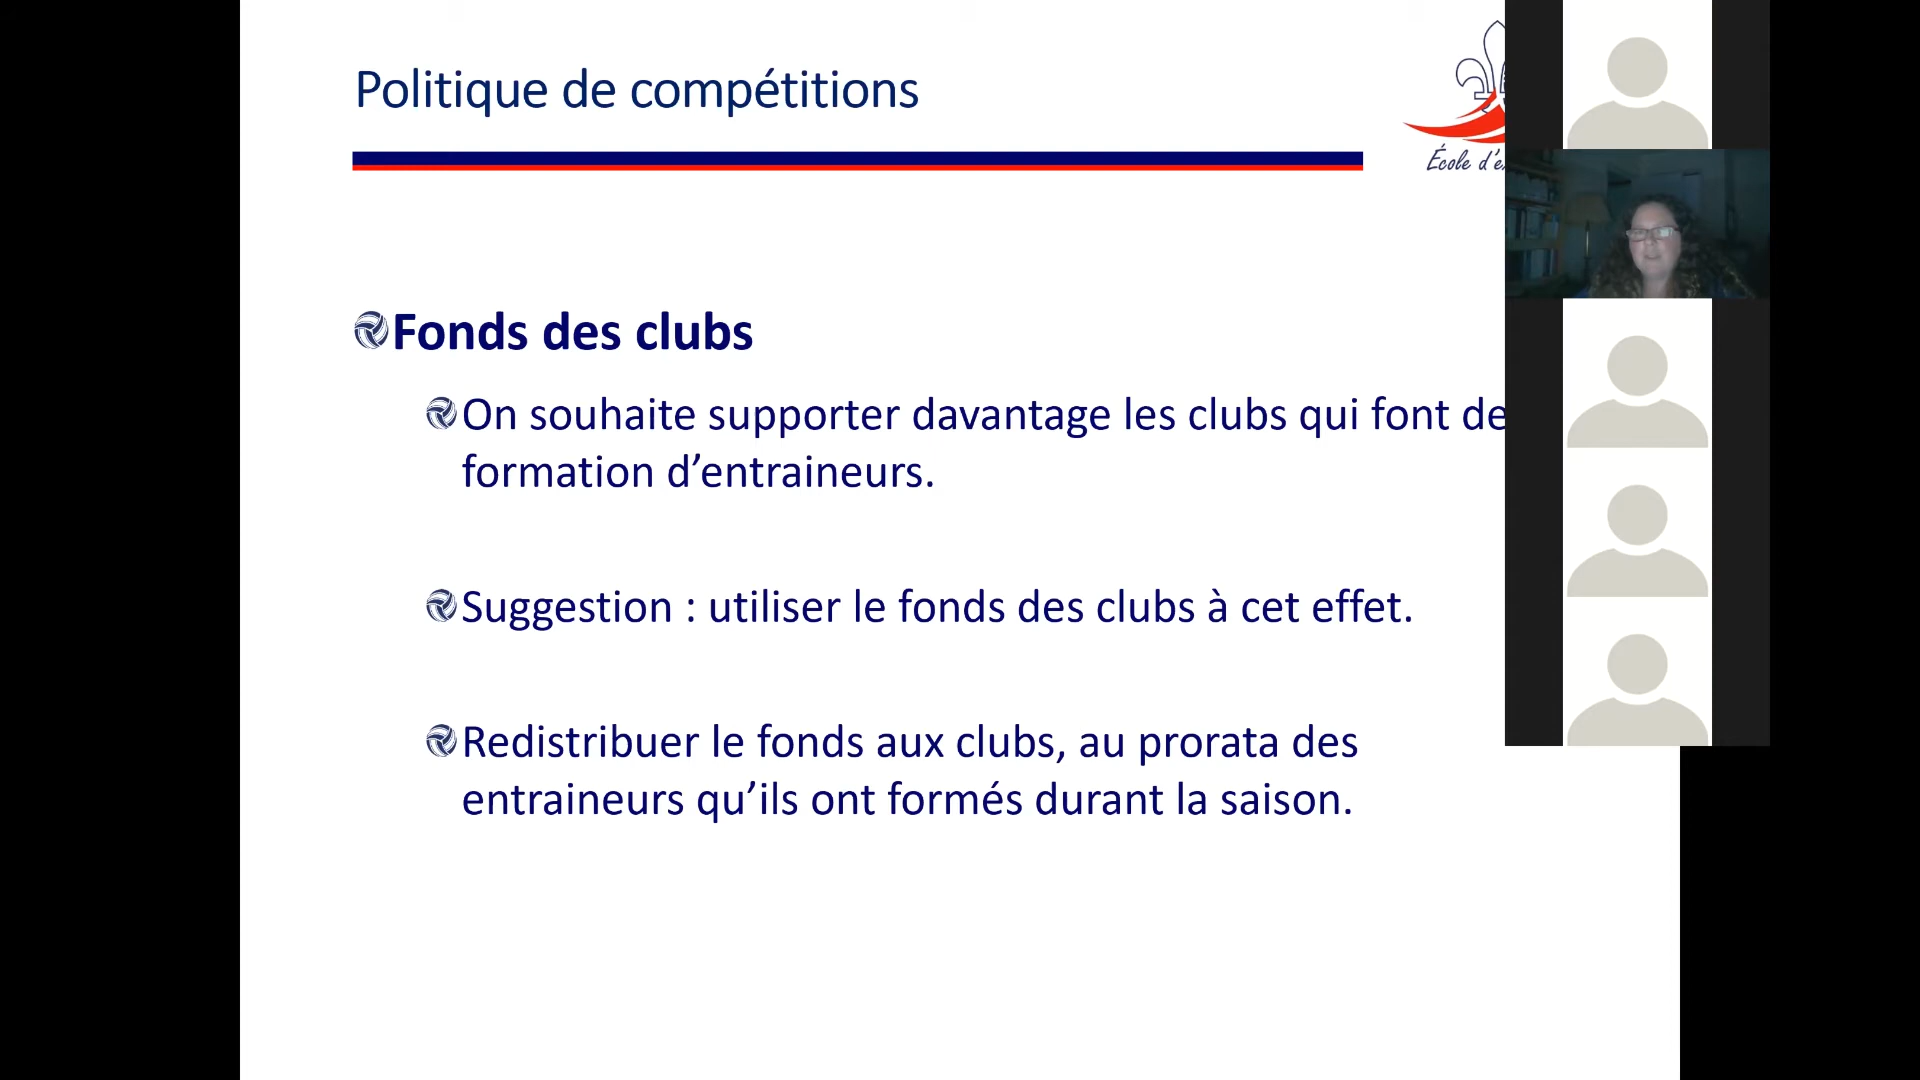 Politique de compétitions
École
Fonds des clubs
On souhaite supporter davantage les clubs qui font de
formation d’entraineurs.
Suggestion : utiliser le fonds des clubs à cet effet.
Redistribuer le fonds aux clubs, au prorata des
entraineurs qu’ils ont formés durant la saison.